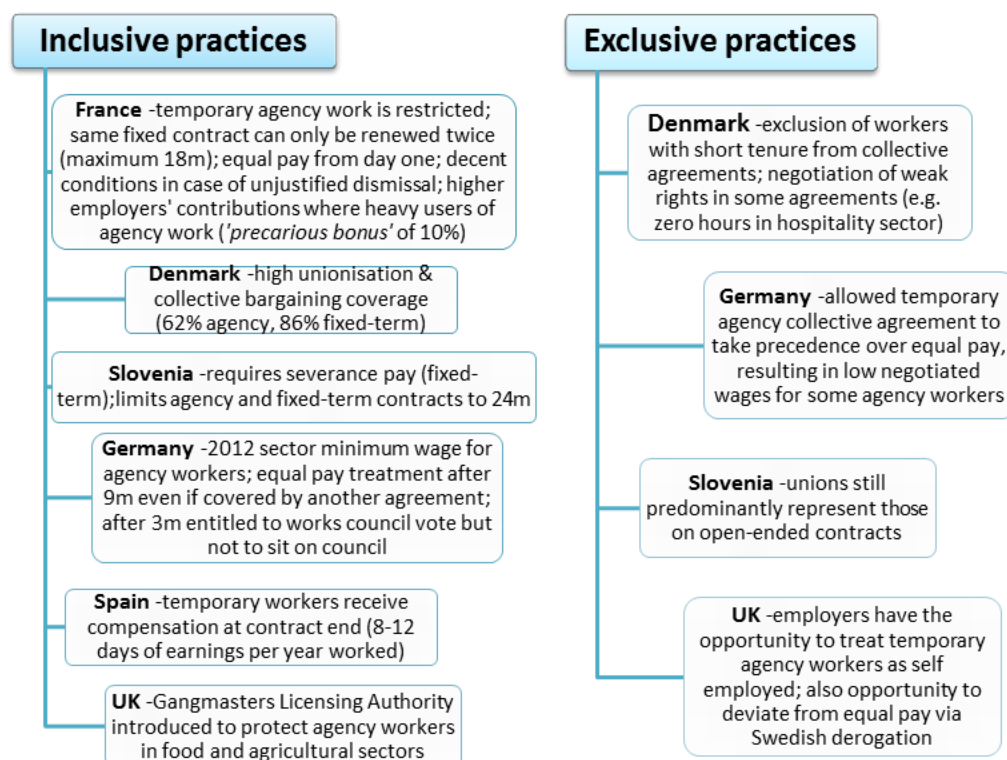 Inclusive practices
France -temporary agency work is restricted;
same fixed contract can only be renewed twice
(maximum 18m); equal pay from day one; decent
conditions in case of unjustified dismissal; higher
employers' contributions where heavy users of
agency work ('precarious bonus' of 10%)
Denmark -high unionisation &
collective bargaining coverage
(62% agency, 86% fixed-term)
Slovenia -requires severance pay (fixed-
term);limits agency and fixed-term contracts to 24m
Germany -2012 sector minimum wage for
agency workers; equal pay treatment after
9m even if covered by another agreement;
after 3m entitled to works council vote but
not to sit on council
Spain -temporary workers receive
compensation at contract end (8-12
days of earnings per year worked)
UK -Gangmasters Licensing Authority
introduced to protect agency workers
in food and agricultural sectors
Exclusive practices
Denmark -exclusion of workers
with short tenure from collective
agreements; negotiation of weak
rights in some agreements (e.g.
zero hours in hospitality sector)
Germany -allowed temporary
agency collective agreement to
take precedence over equal pay,
resulting in low negotiated
wages for some agency workers
Slovenia -unions still
predominantly represent those
on open-ended contracts
UK -employers have the
opportunity to treat temporary
agency workers as self
employed; also opportunity to
deviate from equal pay via
Swedish derogation